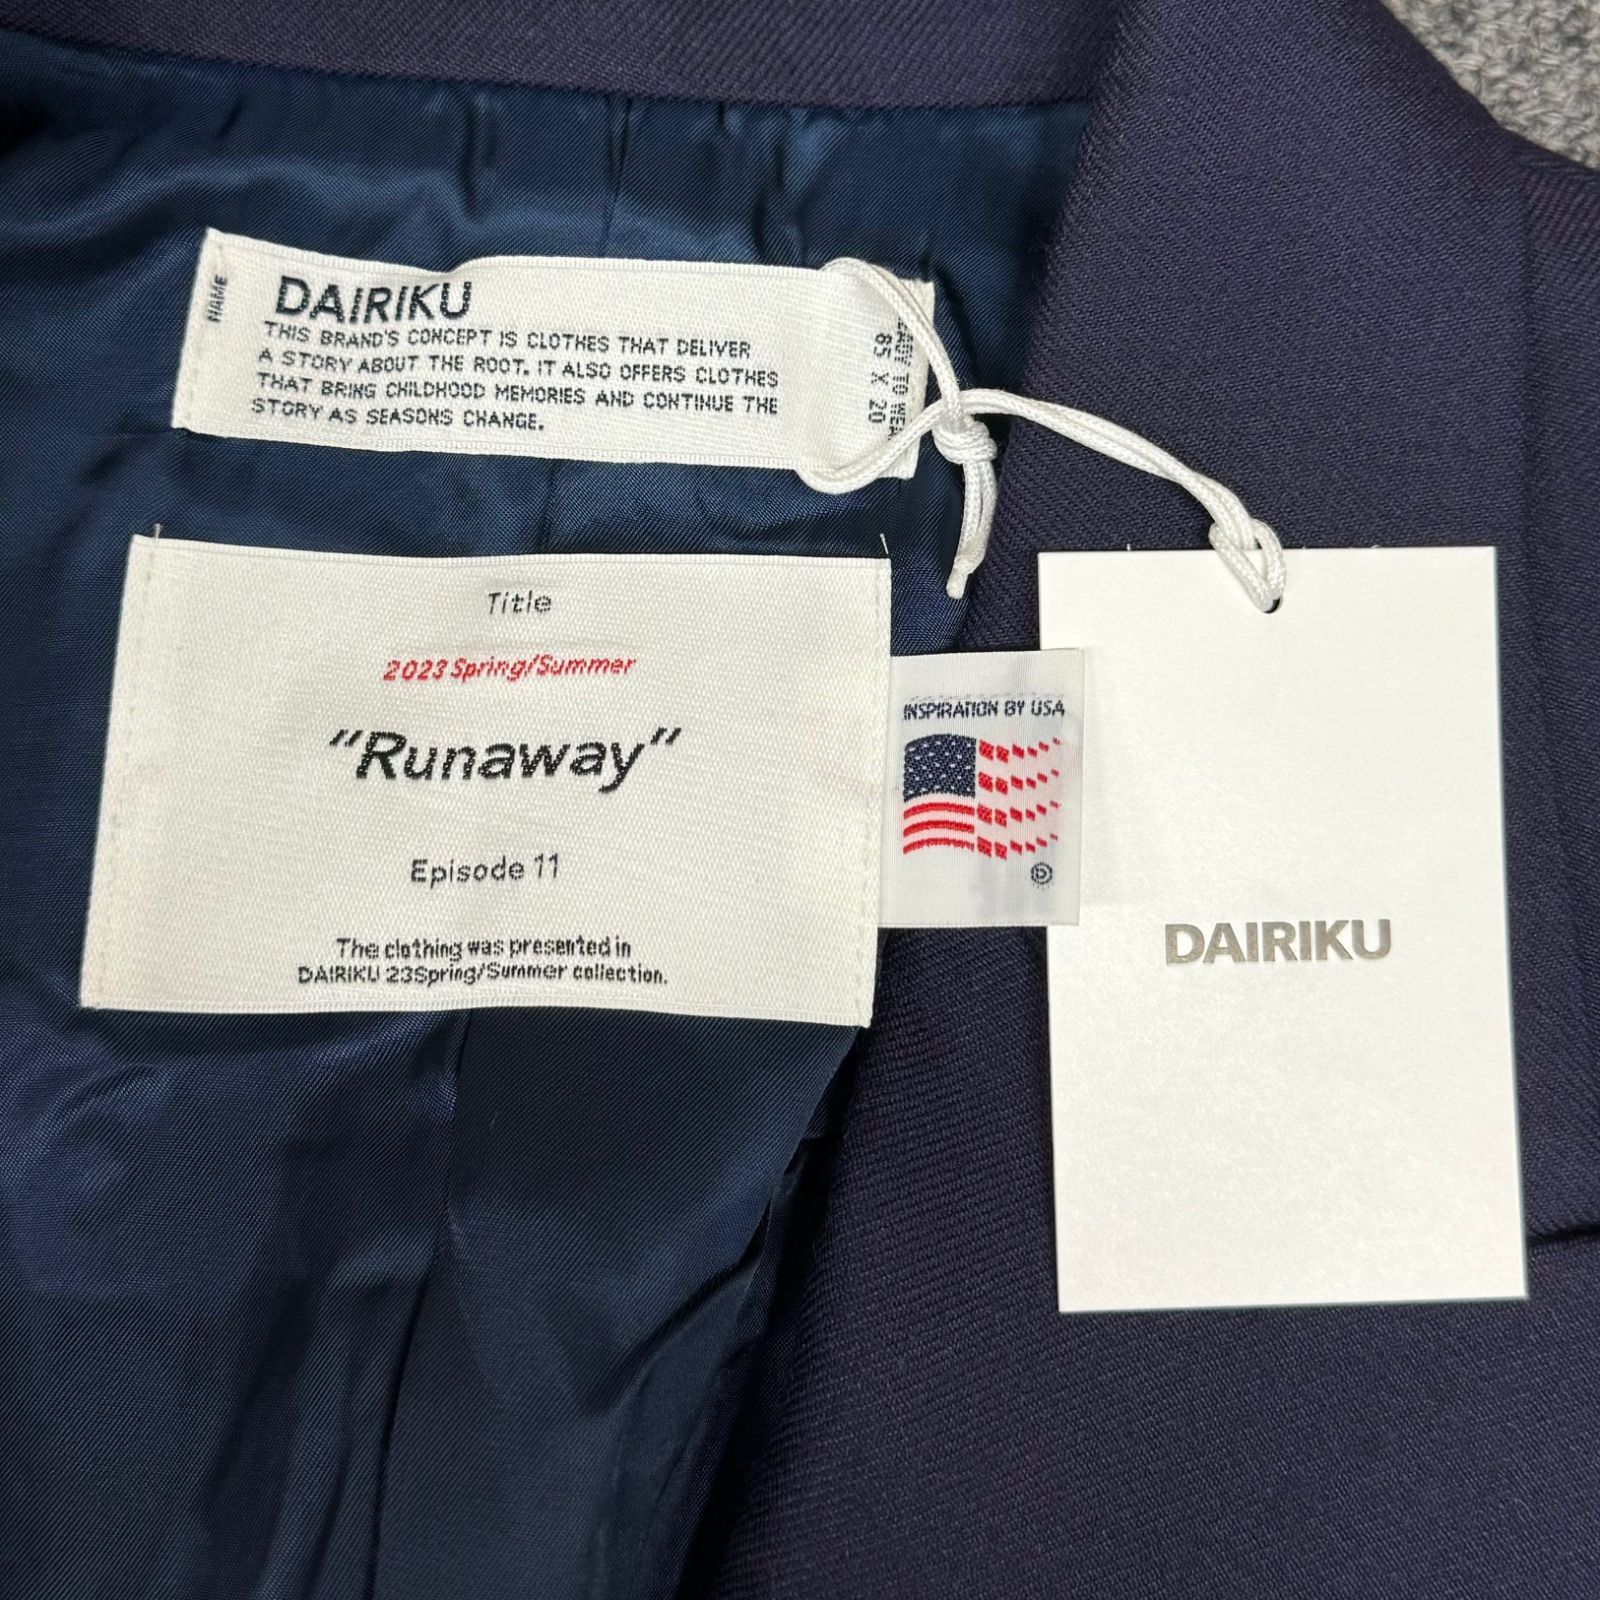 NAME
DAIRIKU
THIS BRAND'S CONCEPT IS CLOTHES THAT DELIVER
A STORY ABOUT THE ROOT. IT ALSO OFFERS CLOTHES
THAT BRING CHILDHOOD MEMORIES AND CONTINUE THE
STORY AS SEASONS CHANGE.
TO
65 X 20
Title
2023 Spring/Summer
"Runaway"
Episode 11
The clothing was presented in
DAIRIKU 23Spring/Summer collection.
INSPIRATION BY USA
DAIRIKU